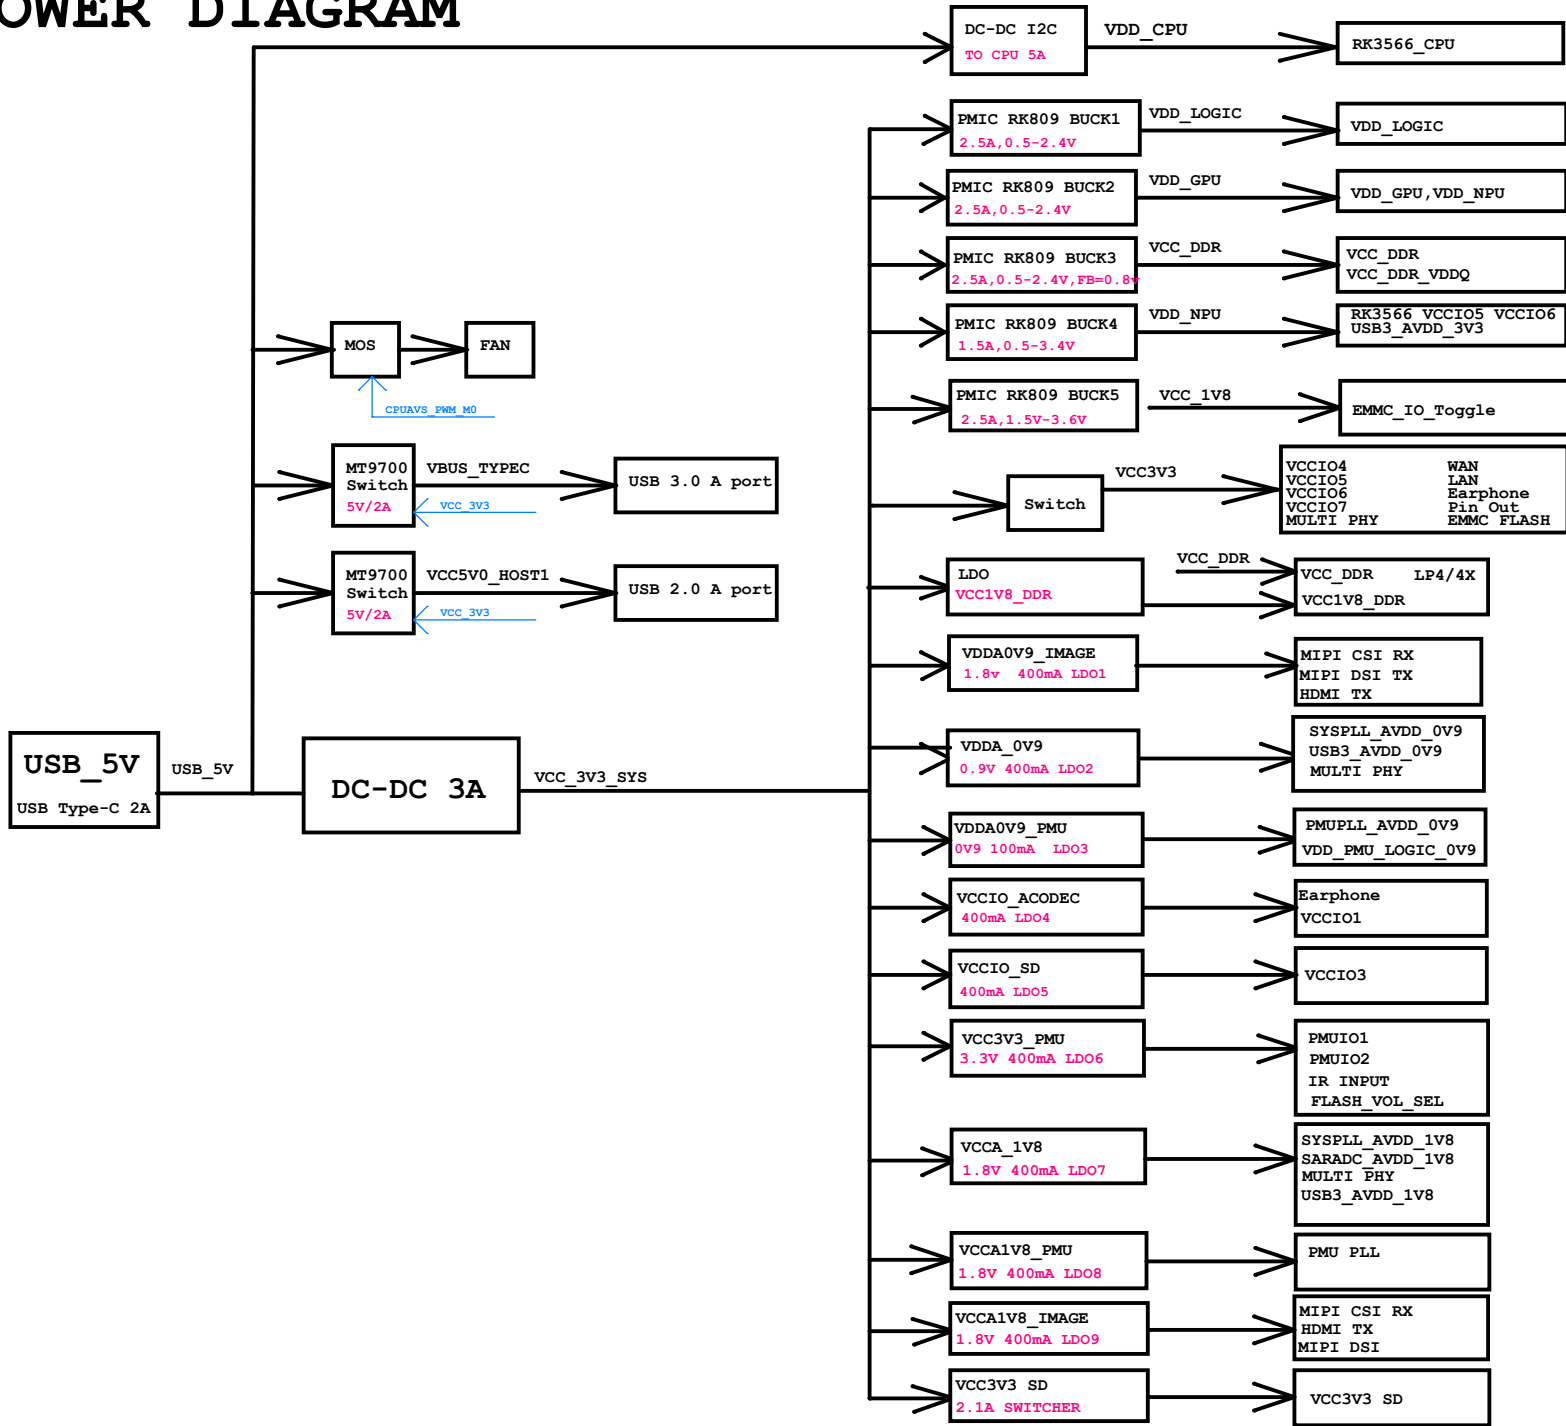 OWER DIAGRAM
DC-DC I2C
TO CPU 5A
VDD_CPU
RK3566_CPU
PMIC RK809 BUCK1
2.5A,0.5-2.4V
VDD_LOGIC
VDD_LOGIC
PMIC RK809 BUCK2
2.5A,0.5-2.4V
VDD_GPU
VDD_GPU,VDD_NPU
PMIC RK809 BUCK3
2.5A,0.5-2.4V,FB=0.8v
VCC_DDR
VCC_DDR
VCC_DDR_VDDQ
PMIC RK809 BUCK4
1.5A,0.5-3.4V
VDD_NPU
RK3566 VCCIO5 VCCIO6
USB3_AVDD_3V3
MOS
FAN
CPUAVS_PWM_M0
PMIC RK809 BUCK5
2.5A,1.5V-3.6V
VCC_1V8
EMMC_IO_Toggle
MT9700
Switch
5V/2A
VBUS_TYPEC
VCC_3V3
USB 3.0 A port
Switch
VCC3V3
VCCIO4 WAN
VCCIO5 LAN
VCCIO6 Earphone
VCCIO7 Pin Out
MULTI PHY EMMC FLASH
MT9700
Switch
5V/2A
VCC5V0_HOST1
VCC_3V3
USB 2.0 A port
LDO
VCC1V8_DDR
VCC_DDR
VCC_DDR LP4/4X
VCC1V8_DDR
VDDA0V9_IMAGE
1.8v 400mA LDO1
MIPI CSI RX
MIPI DSI TX
HDMI TX
USB_5V
USB Type-C 2A
USB_5V
DC-DC 3A
VCC_3V3_SYS
VDDA_0V9
0.9V 400mA LDO2
SYSPLL_AVDD_0V9
USB3_AVDD_0V9
MULTI PHY
VDDA0V9_PMU
0V9 100mA LDO3
PMUPLL_AVDD_0V9
VDD_PMU_LOGIC_0V9
VCCIO_ACODEC
400mA LDO4
Earphone
VCCIO1
VCCIO_SD
400mA LDO5
VCCIO3
VCC3V3_PMU
3.3V 400mA LDO6
PMUIO1
PMUIO2
IR INPUT
FLASH_VOL_SEL
VCCA_1V8
1.8V 400mA LDO7
SYSPLL_AVDD_1V8
SARADC_AVDD_1V8
MULTI PHY
USB3_AVDD_1V8
VCCA1V8_PMU
1.8V 400mA LDO8
PMU PLL
VCCA1V8_IMAGE
1.8V 400mA LDO9
MIPI CSI RX
HDMI TX
MIPI DSI
VCC3V3 SD
2.1A SWITCHER
VCC3V3 SD